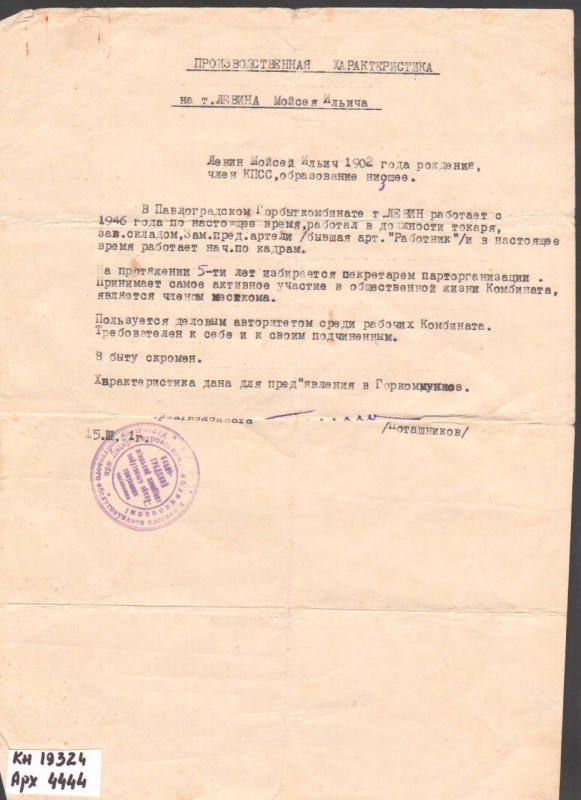 ПРОИЗВОДСТВЕННАЯ ХАРАКТЕРИСТИКА
на т.ЛЕВИНА Мойсея Ильича
Левин Мойсей Ильич 1902 года рождения,
член КПСС,образование низшее.
В Павлоградском Горбыткомбинате т.ЛЕВИН работает с
1946 года по настоящее время,работал в должности токаря,
зав.складом,Зам.пред.артели /бывшая арт."Работник"/и в настоящее
время работает нач.по кадрам.
На протяжении 5-ти лет избирается секретарем парторганизации .
Принимает самое активное участие в общественной жизни Комбината,
является членом месткома.
Пользуется деловым авторитетом среди рабочих Комбината.
Требователен к себе и к своим подчиненным.
В быту скромен.
Характеристика дана для пред"явления в Горкоммунхоз.
/Поташников/
15.
КП 19324
Арх 4444